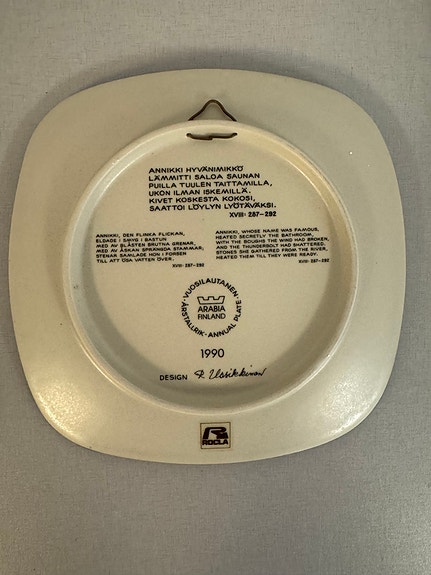 ANNIKKI HYVÄNIMIKKÖ
LÄMMITTI SALOA SAUNAN
PUILLA TUULEN TAITTAMILLA,
UKON ILMAN ISKEMILLÄ.
KIVET KOSKESTA KOKOSI,
SAATTOI LÖYLYN LYÖTÄVÄKSI.
XVIII: 287-292
ANNIKKI, DEN FLINKA FLICKAN,
ELDADE I SMYG I BASTUN
MED AV BLÅSTEN BRUTNA GRENAR,
MED AV ÅSKAN SPRÄNGDA STAMMAR,
STENAR SAMLADE HON I FORSEN
TILL ATT ÖSA VATTEN ÖVER.
XVIII: 287-292
ANNIKKI, WHOSE NAME WAS FAMOUS,
HEATED SECRETLY THE BATHROOM,
WITH THE BOUGHS THE WIND HAD BROKEN,
AND THE THUNDERBOLT HAD SHATTERED.
STONES SHE GATHERED FROM THE RIVER,
HEATED THEM TILL THEY WERE READY.
XVIII: 287-292
VUOSILAUTANEN·
ÅRSTALLRIK·ANNUAL PLATE·
ARABIA
FINLAND
1990
DESIGN R. Uosikkinen
R
ROCLA